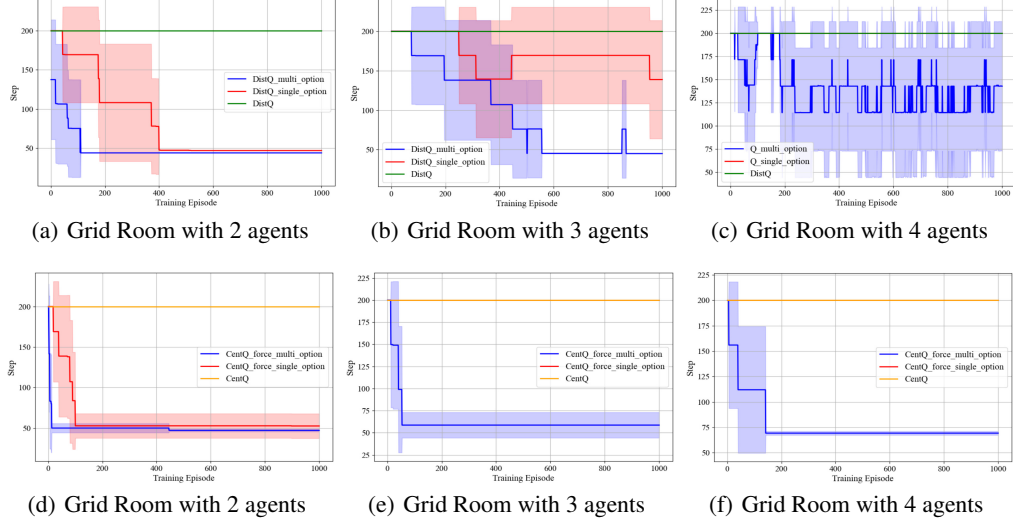 200
150
100
50
Step
DistQ_multi_option
DistQ_single_option
DistQ
0 200 400 600 800 1000
Training Episode
(a) Grid Room with 2 agents
225
200
175
150
125
100
75
50
25
Step
DistQ_multi_option
DistQ_single_option
DistQ
0 200 400 600 800 1000
Training Episode
(b) Grid Room with 3 agents
225
200
175
150
125
100
75
50
Step
Q_multi_option
Q_single_option
DistQ
0 200 400 600 800 1000
Training Episode
(c) Grid Room with 4 agents
200
150
100
50
Step
CentQ_force_multi_option
CentQ_force_single_option
CentQ
0 200 400 600 800 1000
Training Episode
(d) Grid Room with 2 agents
225
200
175
150
125
100
75
50
25
Step
CentQ_force_multi_option
CentQ_force_single_option
CentQ
0 200 400 600 800 1000
Training Episode
(e) Grid Room with 3 agents
225
200
175
150
125
100
75
50
Step
CentQ_force_multi_option
CentQ_force_single_option
CentQ
0 200 400 600 800 1000
Training Episode
(f) Grid Room with 4 agents